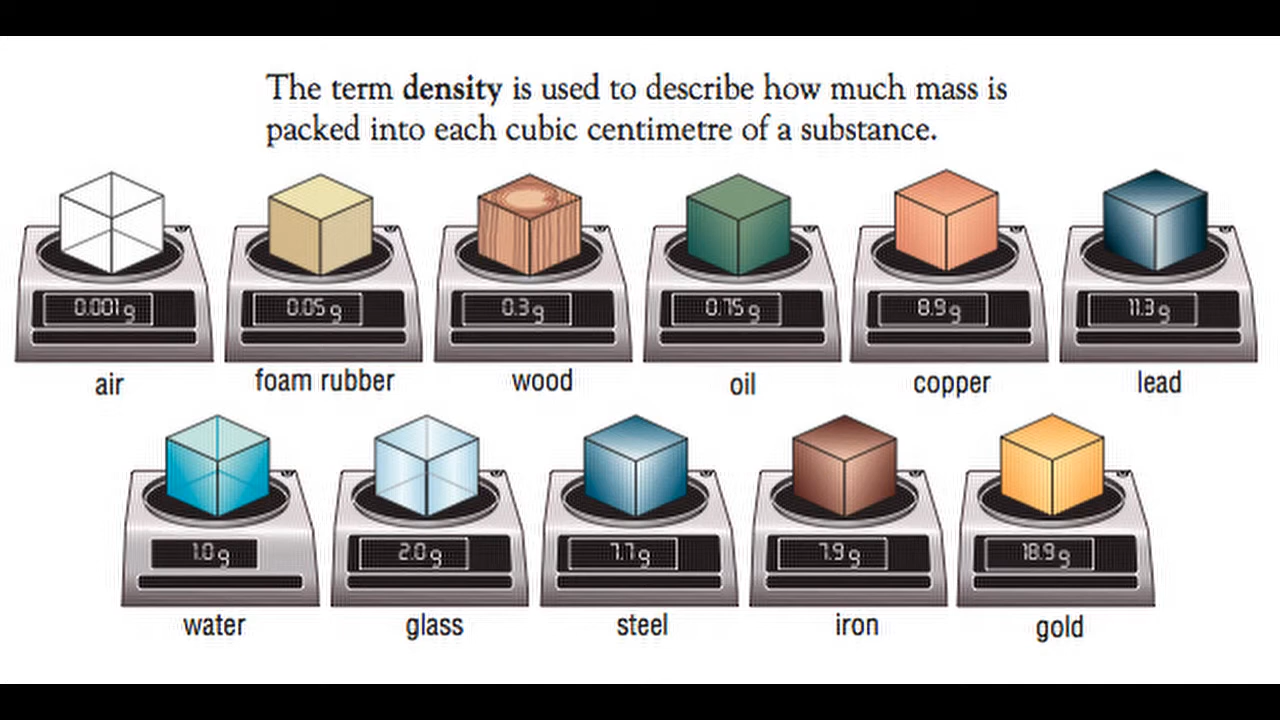 The term density is used to describe how much mass is
packed into each cubic centimetre of a substance.
0.001 g
0.05 g
0.3 g
0.75 g
8.9 g
11.3 g
air
foam rubber
wood
oil
copper
lead
1.0 g
2.0 g
7.7 g
7.9 g
18.9 g
water
glass
steel
iron
gold